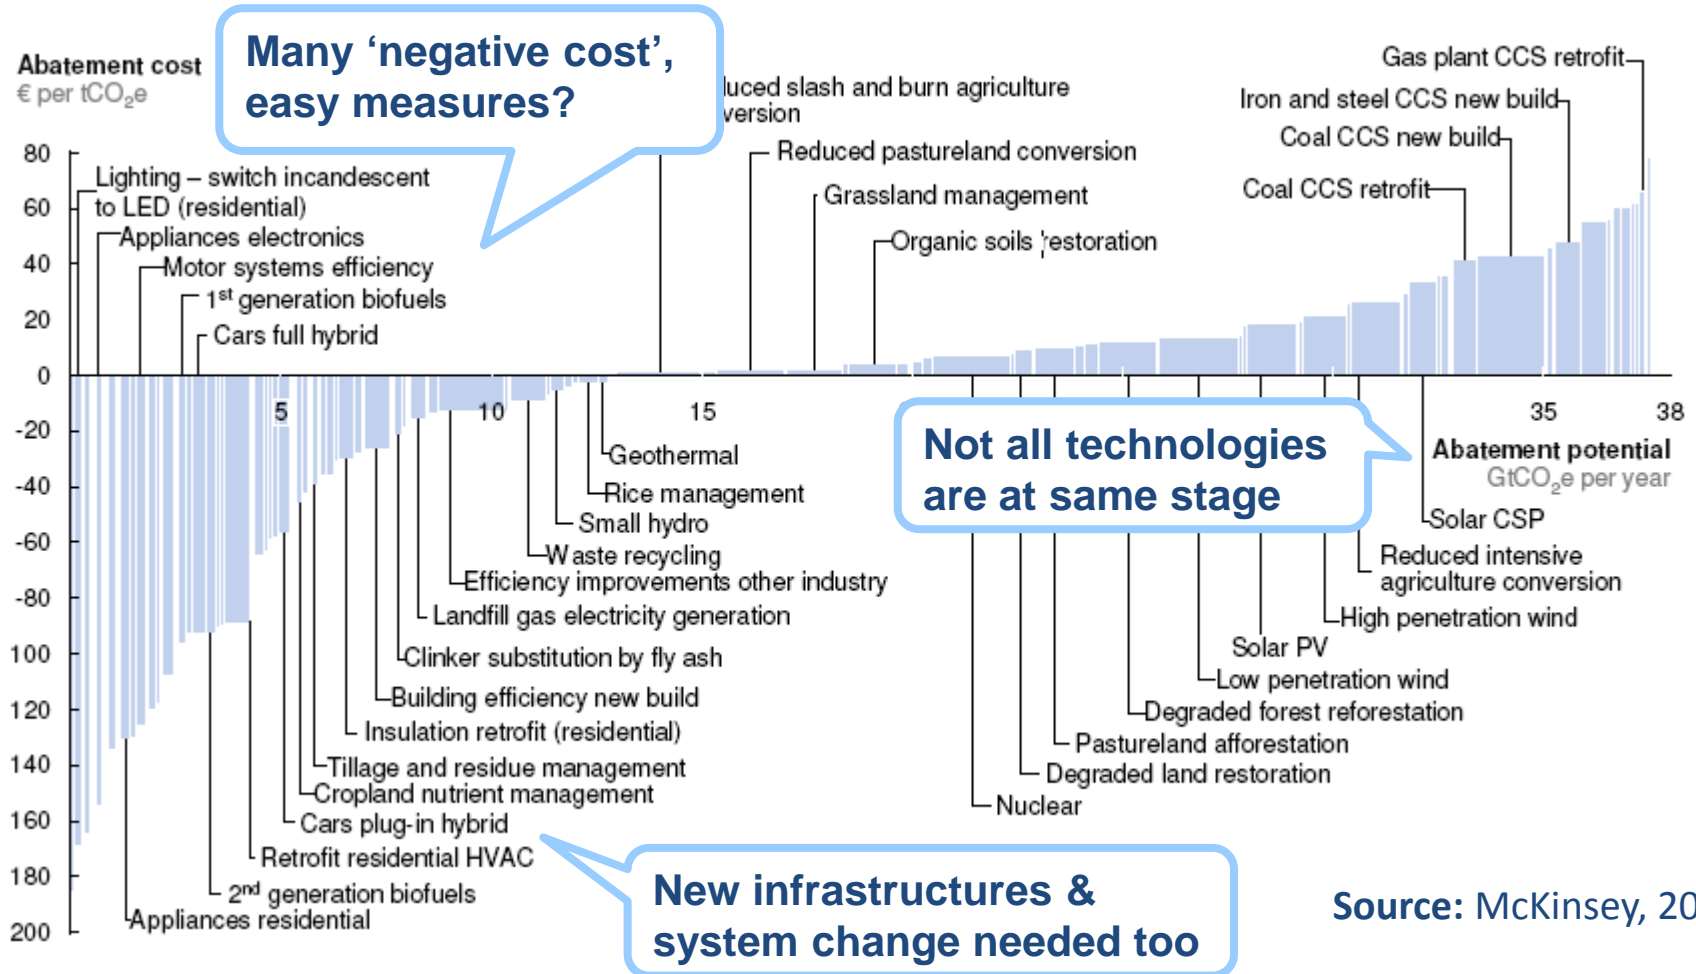 Abatement cost
€ per tCO2e
Many ‘negative cost’,
easy measures?
slash and burn agriculture
Reduced pastureland conversion
Grassland management
Organic soils restoration
Gas plant CCS retrofit
Iron and steel CCS new build
Coal CCS new build
Coal CCS retrofit
80
60
40
20
0
-20
-40
-60
-80
100
120
140
160
180
200
Lighting – switch incandescent
to LED (residential)
Appliances electronics
Motor systems efficiency
1st generation biofuels
Cars full hybrid
5
10
15
35
38
Abatement potential
GtCO2e per year
Not all technologies
are at same stage
Geothermal
Rice management
Small hydro
Waste recycling
Efficiency improvements other industry
Landfill gas electricity generation
Clinker substitution by fly ash
Building efficiency new build
Insulation retrofit (residential)
Tillage and residue management
Cropland nutrient management
Cars plug-in hybrid
Retrofit residential HVAC
2nd generation biofuels
Appliances residential
Solar CSP
Reduced intensive
agriculture conversion
High penetration wind
Solar PV
Low penetration wind
Degraded forest reforestation
Pastureland afforestation
Degraded land restoration
Nuclear
New infrastructures &
system change needed too
Source: McKinsey, 20